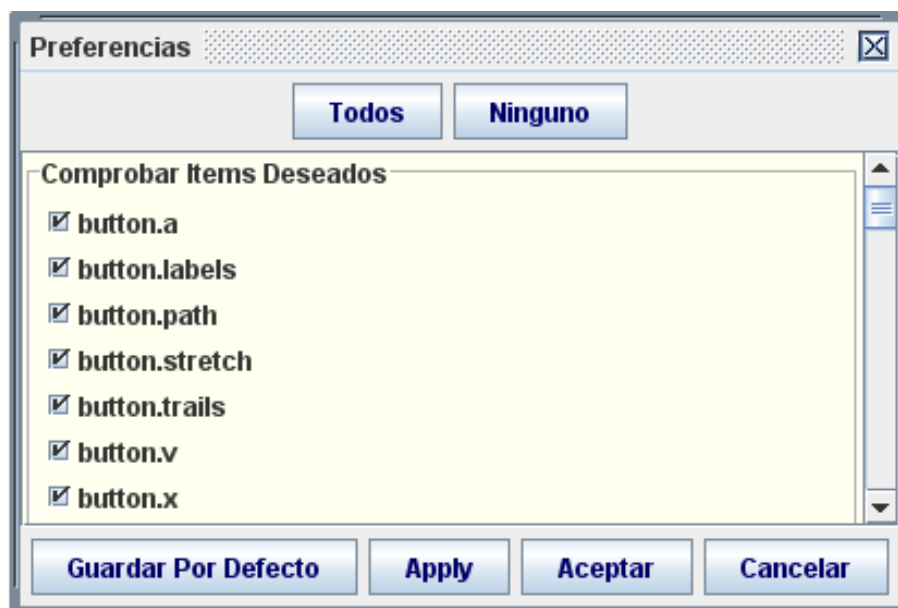 Preferencias
Todos Ninguno
Comprobar Items Deseados
button.a
button.labels
button.path
button.stretch
button.trails
button.v
button.x
Guardar Por Defecto Apply Aceptar Cancelar